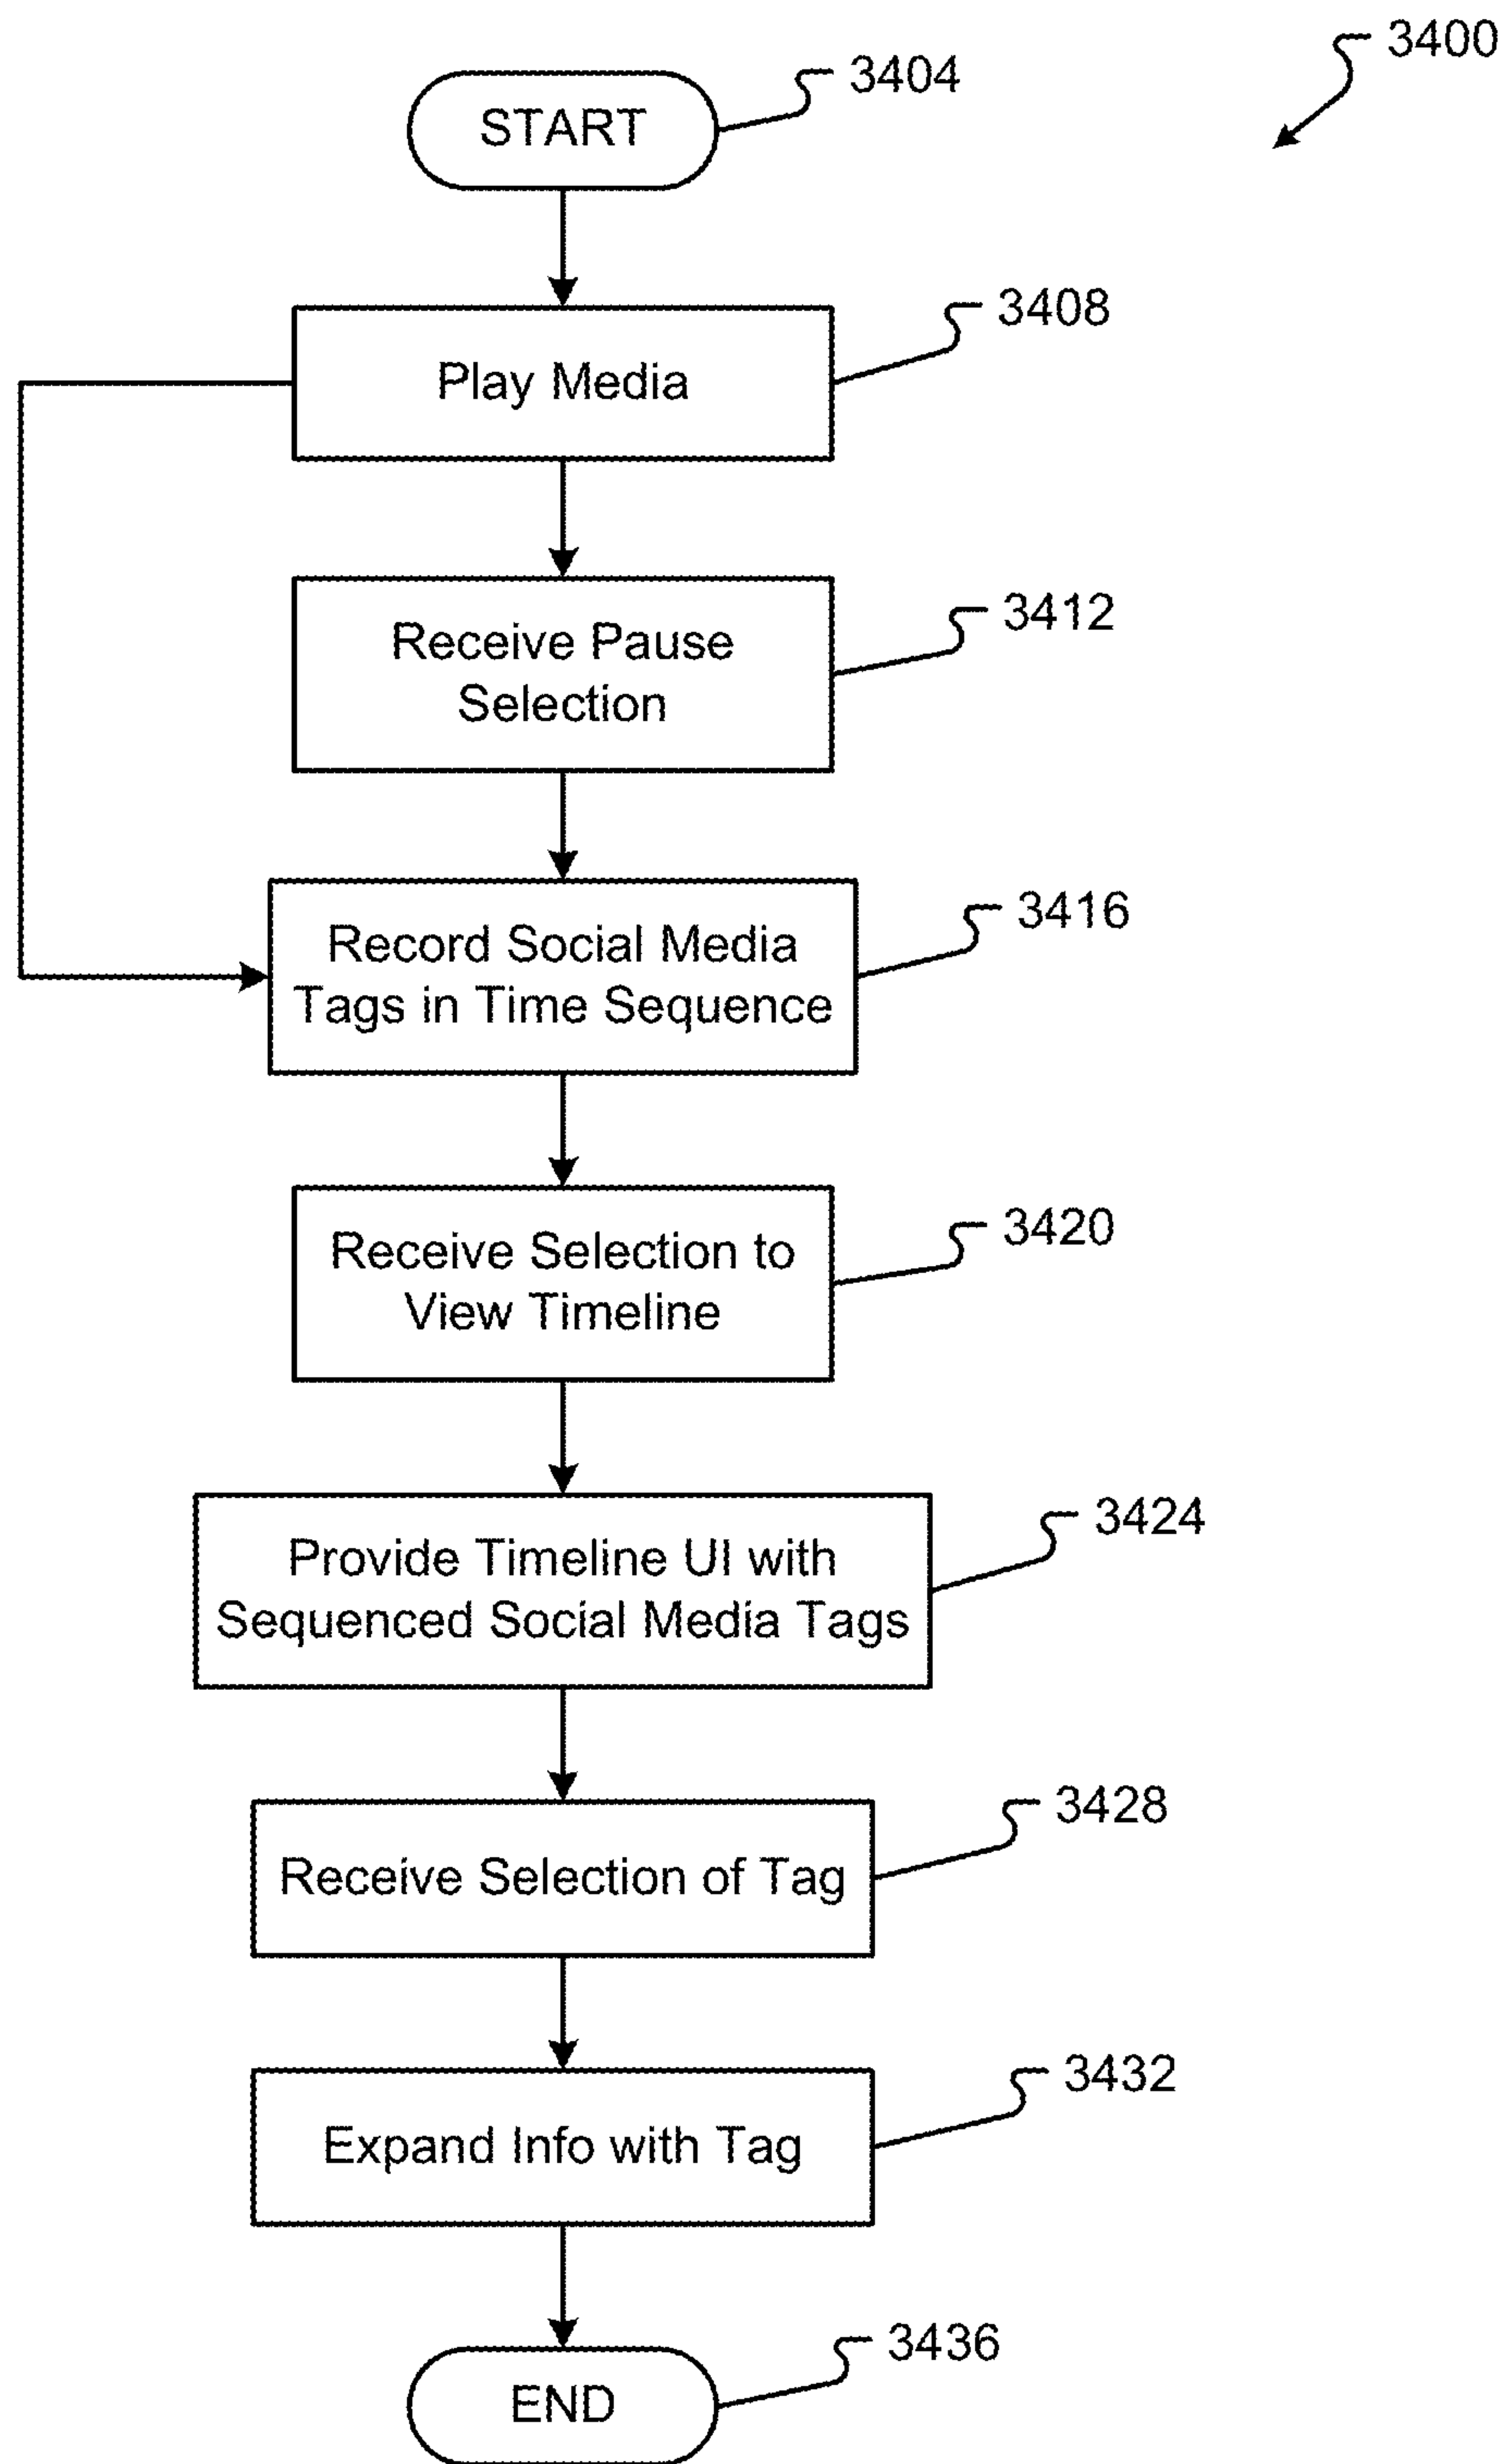 3400
START
3404
Play Media
3408
Receive Pause
Selection
3412
Record Social Media
Tags in Time Sequence
3416
Receive Selection to
View Timeline
3420
Provide Timeline UI with
Sequenced Social Media Tags
3424
Receive Selection of Tag
3428
Expand Info with Tag
3432
END
3436